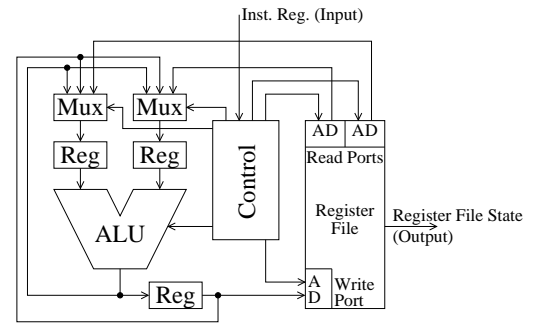 Inst. Reg. (Input)
Mux
Mux
AD
AD
Read Ports
Reg
Reg
Control
Register
File
Register File State
(Output)
ALU
A
D
Write
Port
Reg